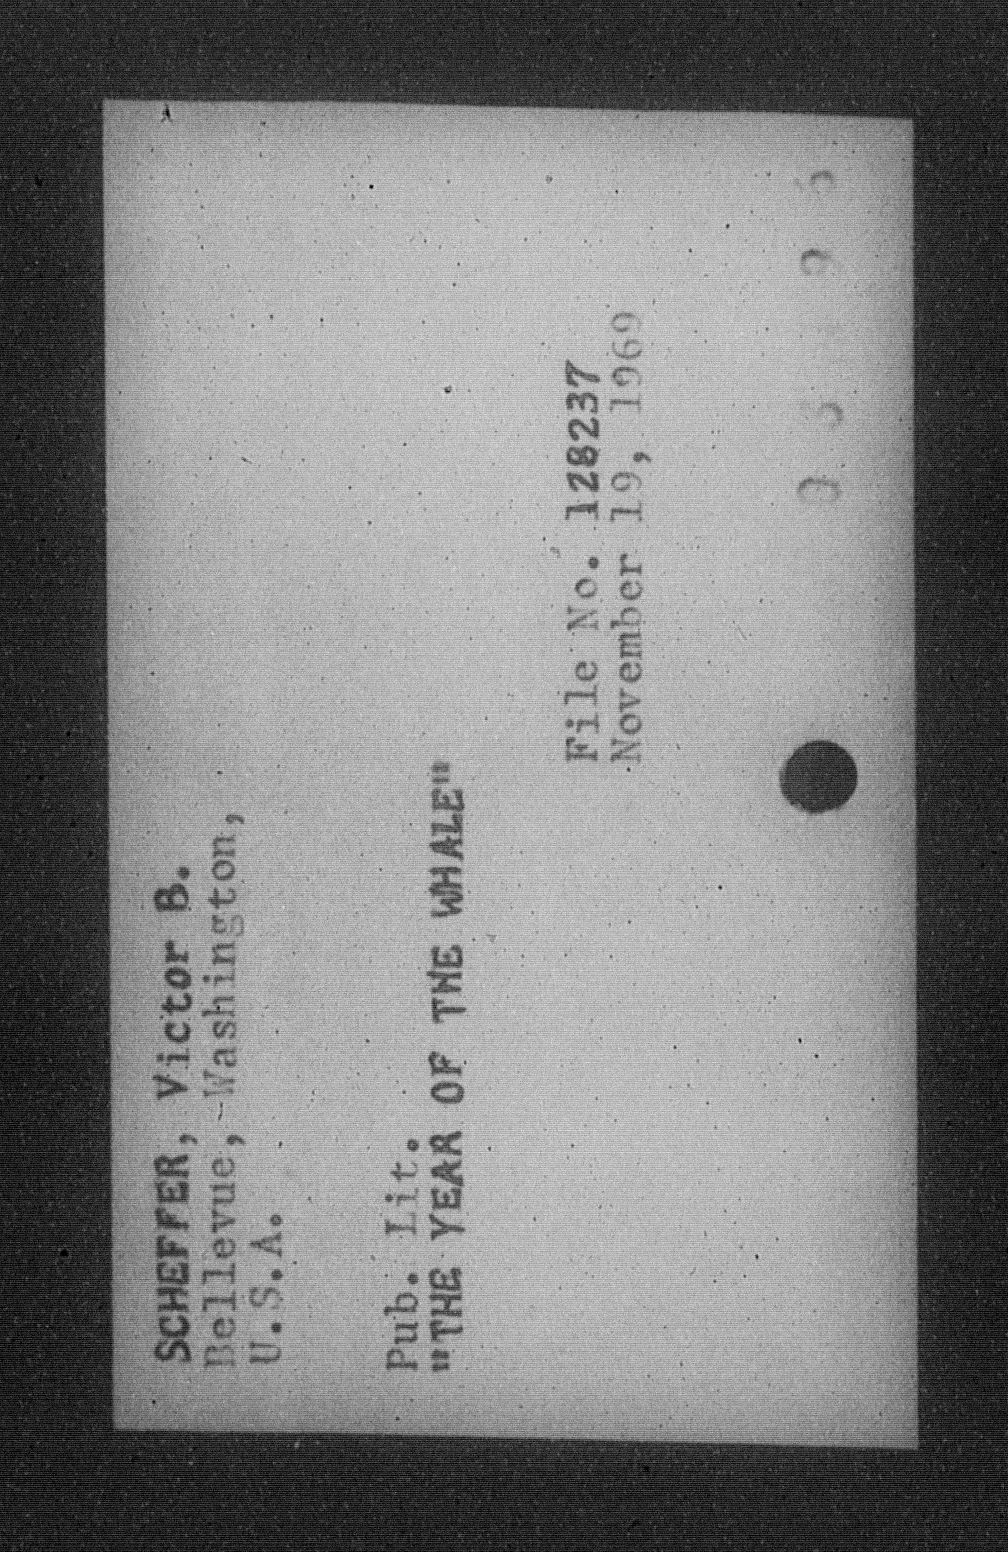 SCHEFFER, Victor B.
Bellevue, Washington,
U.S.A.
Pub. Lit.
"THE YEAR OF THE WHALE"
File No. 128237
November 19, 1969